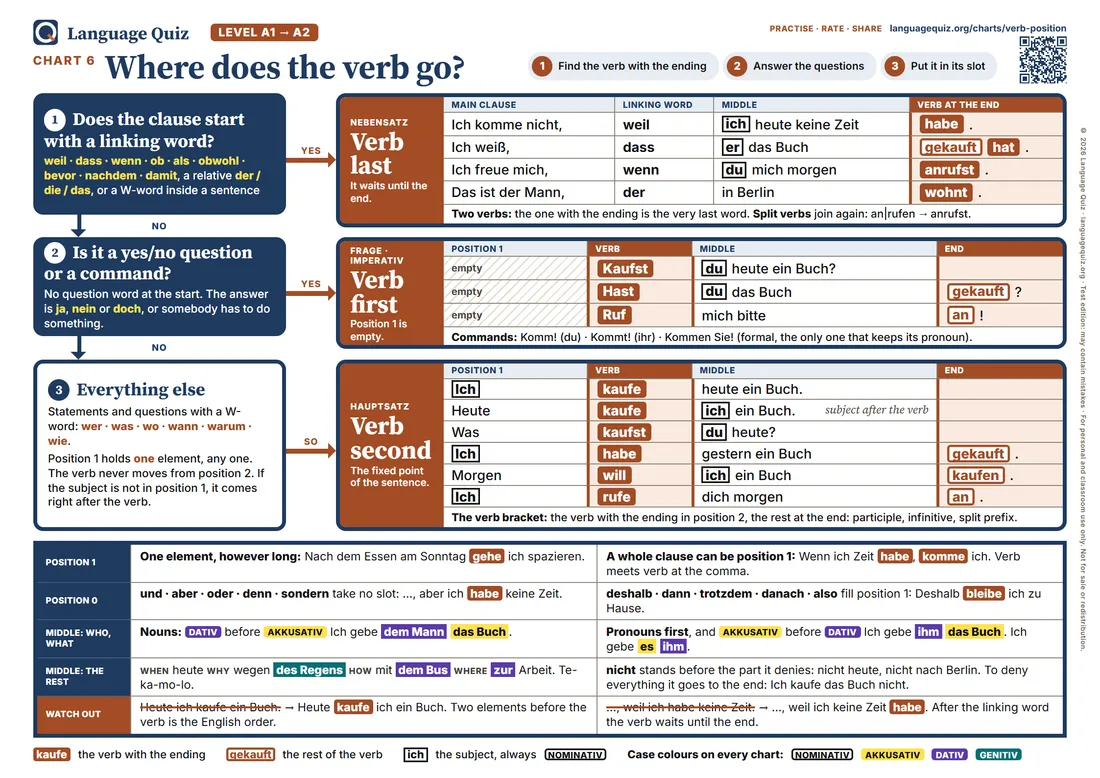 Language Quiz
LEVEL A1 → A2
PRACTISE · RATE · SHARE languagequiz.org/charts/verb-position
CHART 6 Where does the verb go?
1 Find the verb with the ending
2 Answer the questions
3 Put it in its slot
1 Does the clause start
with a linking word?
weil · dass · wenn · ob · als · obwohl ·
bevor · nachdem · damit, a relative der /
die / das, or a W-word inside a sentence
YES
NO
NEBENSATZ
Verb
last
It waits until the
end.
MAIN CLAUSE LINKING WORD MIDDLE VERB AT THE END
Ich komme nicht, weil ich heute keine Zeit habe .
Ich weiß, dass er das Buch gekauft hat .
Ich freue mich, wenn du mich morgen anrufst .
Das ist der Mann, der in Berlin wohnt .
Two verbs: the one with the ending is the very last word. Split verbs join again: an|rufen → anrufst.
2 Is it a yes/no question
or a command?
No question word at the start. The answer
is ja, nein or doch, or somebody has to do
something.
YES
NO
FRAGE ·
IMPERATIV
Verb
first
Position 1 is
empty.
POSITION 1 VERB MIDDLE END
empty Kaufst du heute ein Buch?
empty Hast du das Buch gekauft ?
empty Ruf mich bitte an !
Commands: Komm! (du) · Kommt! (ihr) · Kommen Sie! (formal, the only one that keeps its pronoun).
3 Everything else
Statements and questions with a W-
word: wer · was · wo · wann · warum ·
wie.
Position 1 holds one element, any one.
The verb never moves from position 2. If
the subject is not in position 1, it comes
right after the verb.
SO
HAUPTSATZ
Verb
second
The fixed point
of the sentence.
POSITION 1 VERB MIDDLE END
Ich kaufe heute ein Buch.
Heute kaufe ich ein Buch. subject after the verb
Was kaufst du heute?
Ich habe gestern ein Buch gekauft .
Morgen will ich ein Buch kaufen .
Ich rufe dich morgen an .
The verb bracket: the verb with the ending in position 2, the rest at the end: participle, infinitive, split prefix.
POSITION 1
One element, however long: Nach dem Essen am Sonntag gehe ich spazieren.
A whole clause can be position 1: Wenn ich Zeit habe, komme ich. Verb
meets verb at the comma.
POSITION 0
und · aber · oder · denn · sondern take no slot: …, aber ich habe keine Zeit.
deshalb · dann · trotzdem · danach · also fill position 1: Deshalb bleibe ich zu
Hause.
MIDDLE: WHO,
WHAT
Nouns: DATIV before AKKUSATIV Ich gebe dem Mann das Buch.
Pronouns first, and AKKUSATIV before DATIV Ich gebe ihm das Buch. Ich
gebe es ihm.
MIDDLE: THE
REST
WHEN heute WHY wegen des Regens HOW mit dem Bus WHERE zur Arbeit. Te-
ka-mo-lo.
nicht stands before the part it denies: nicht heute, nicht nach Berlin. To deny
everything it goes to the end: Ich kaufe das Buch nicht.
WATCH OUT
Heute ich kaufe ein Buch. → Heute kaufe ich ein Buch. Two elements before the
verb is the English order.
…, weil ich habe keine Zeit. → …, weil ich keine Zeit habe. After the linking word
the verb waits until the end.
kaufe the verb with the ending
gekauft the rest of the verb
ich the subject, always NOMINATIV
Case colours on every chart: NOMINATIV AKKUSATIV DATIV GENITIV
© 2026 Language Quiz · languagequiz.org · Test edition: may contain mistakes · For personal and classroom use only. Not for sale or redistribution.